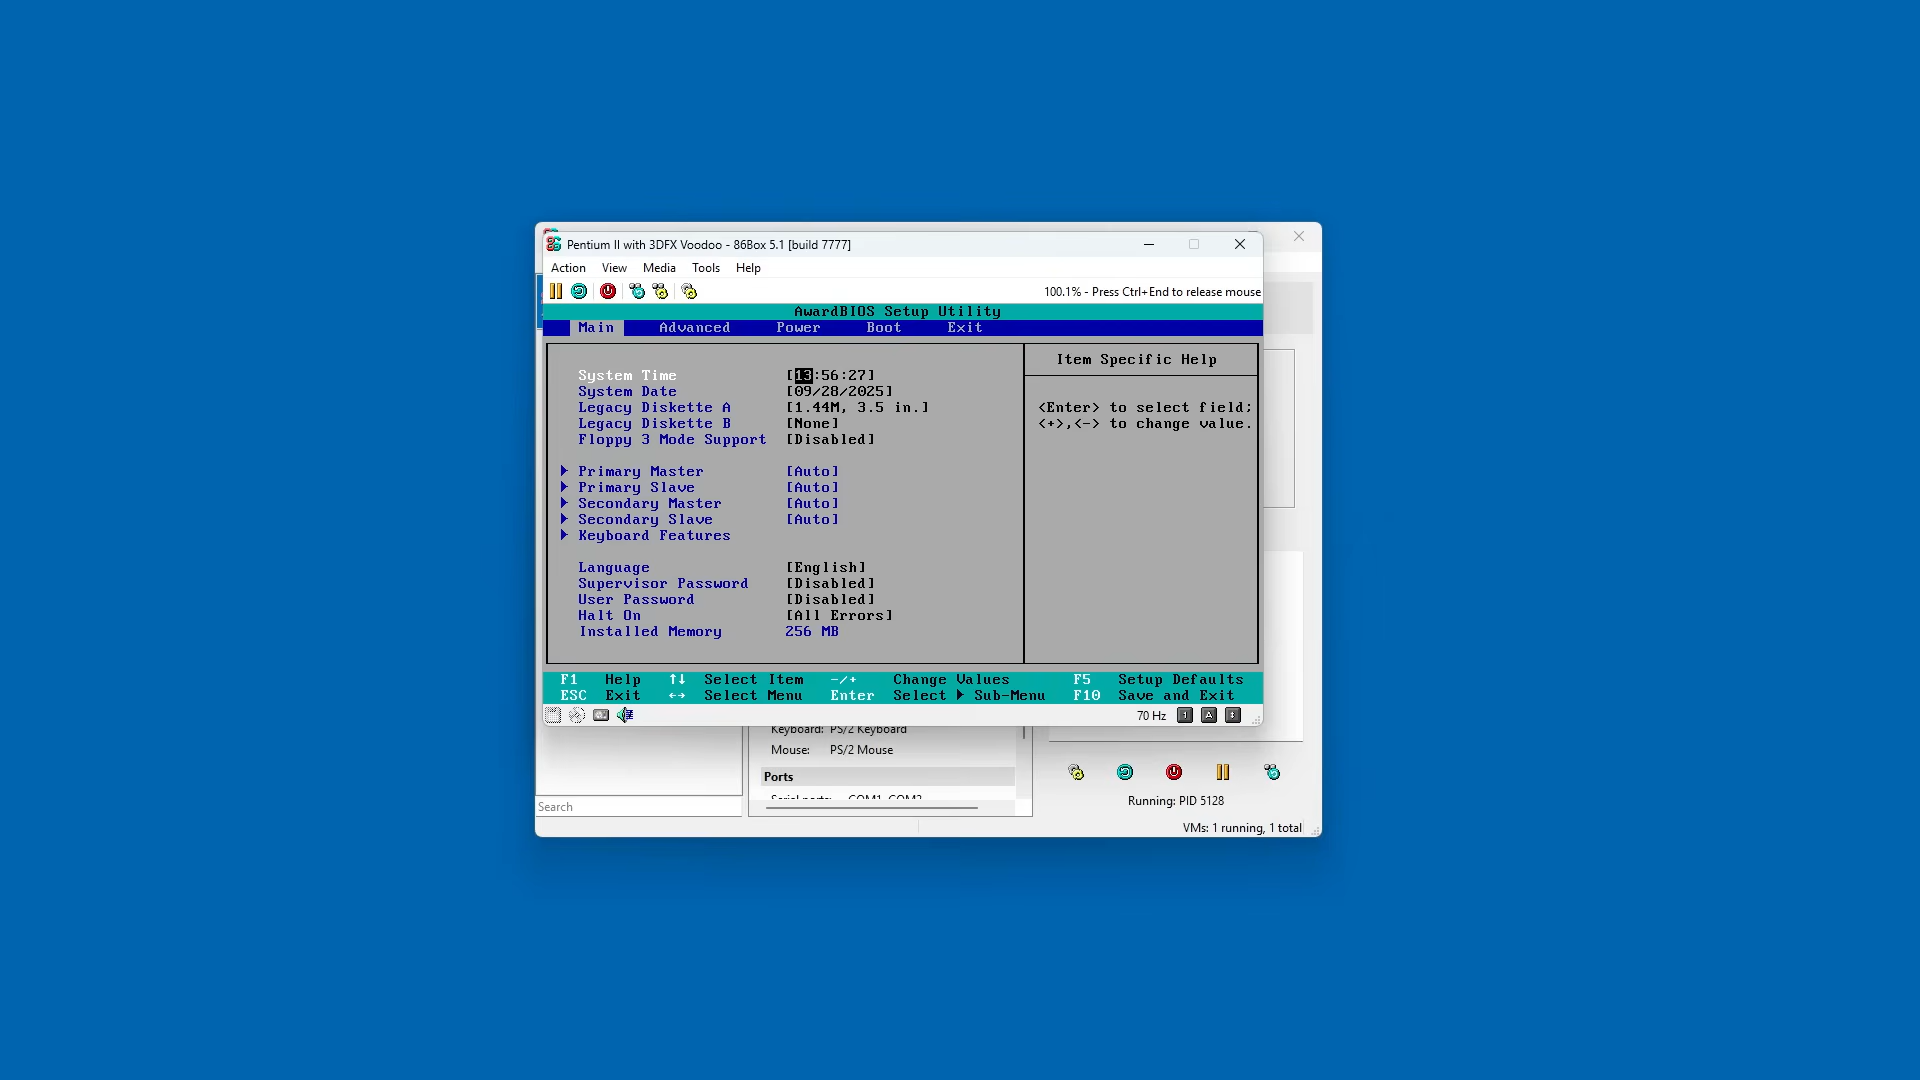 Pentium II with 3DFX Voodoo - 86Box 5.1 [build 7777]
Action View Media Tools Help
100.1% - Press Ctrl+End to release mouse
AwardBIOS Setup Utility
Main Advanced Power Boot Exit
Item Specific Help
System Time [13:56:27]
System Date [09/28/2025]
Legacy Diskette A [1.44M, 3.5 in.]
<Enter> to select field;
Legacy Diskette B [None]
<+>,<-> to change value.
Floppy 3 Mode Support [Disabled]
Primary Master [Auto]
Primary Slave [Auto]
Secondary Master [Auto]
Secondary Slave [Auto]
Keyboard Features
Language [English]
Supervisor Password [Disabled]
User Password [Disabled]
Halt On [All Errors]
Installed Memory 256 MB
F1 Help ↑↓ Select Item -/+ Change Values F5 Setup Defaults
ESC Exit ←→ Select Menu Enter Select ▶ Sub-Menu F10 Save and Exit
70 Hz 1 A
Keyboard: PS/2 Keyboard
Mouse: PS/2 Mouse
Ports
Serial ports: COM1, COM2
Search
Running: PID 5128
VMs: 1 running, 1 total